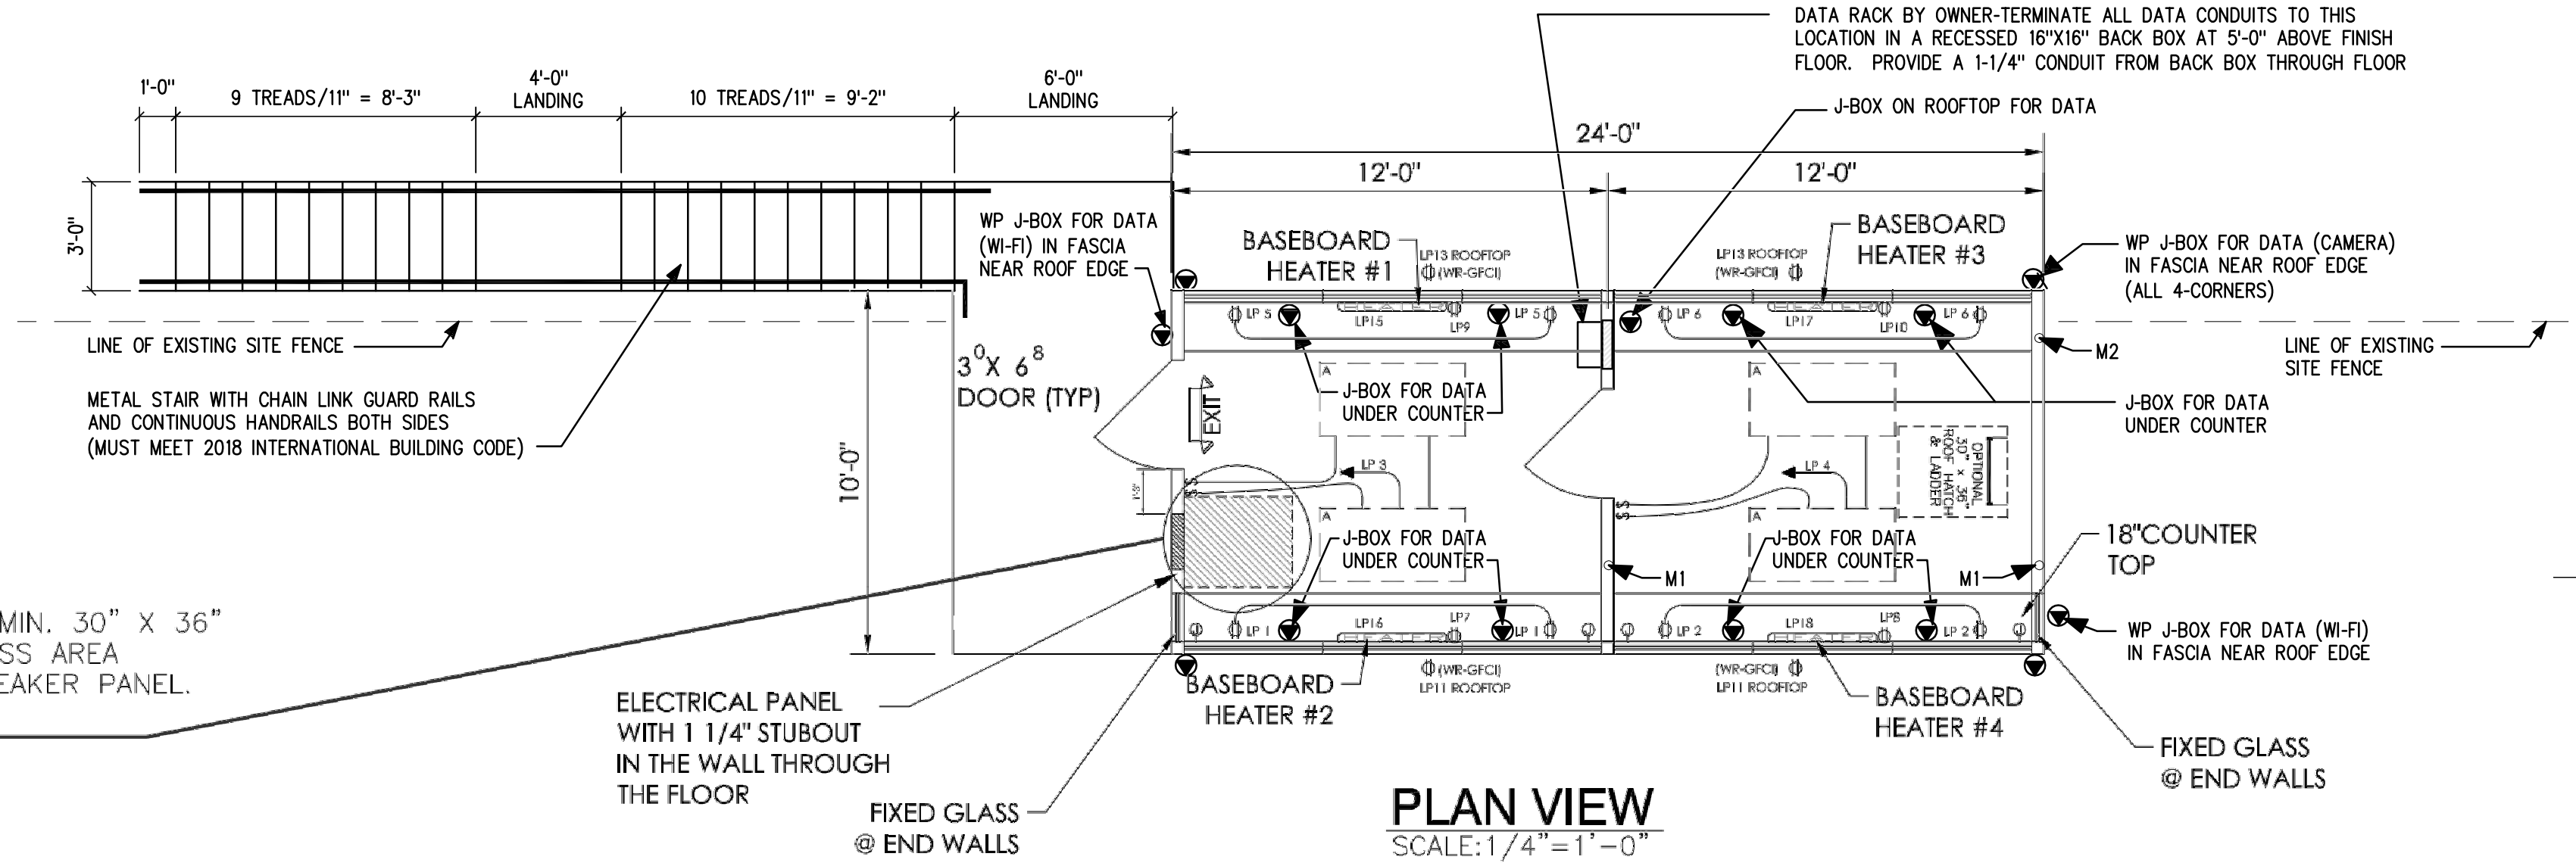 DATA RACK BY OWNER-TERMINATE ALL DATA CONDUITS TO THIS
LOCATION IN A RECESSED 16"X16" BACK BOX AT 5'-0" ABOVE FINISH
FLOOR. PROVIDE A 1-1/4" CONDUIT FROM BACK BOX THROUGH FLOOR
J-BOX ON ROOFTOP FOR DATA
1'-0"
9 TREADS/11" = 8'-3"
4'-0"
LANDING
10 TREADS/11" = 9'-2"
6'-0"
LANDING
24'-0"
12'-0"
12'-0"
3'-0"
WP J-BOX FOR DATA
(WI-FI) IN FASCIA
NEAR ROOF EDGE
BASEBOARD
HEATER #1
LP13 ROOFTOP
(WR-GFCI)
LP13 ROOFTOP
(WR-GFCI)
BASEBOARD
HEATER #3
WP J-BOX FOR DATA (CAMERA)
IN FASCIA NEAR ROOF EDGE
(ALL 4-CORNERS)
LINE OF EXISTING SITE FENCE
METAL STAIR WITH CHAIN LINK GUARD RAILS
AND CONTINUOUS HANDRAILS BOTH SIDES
(MUST MEET 2018 INTERNATIONAL BUILDING CODE)
3⁰X 6⁸
DOOR (TYP)
10'-0"
LP 5
HEATER
LP15
LP9
LP 5
LP 6
HEATER
LP17
LP10
LP 6
M2
LINE OF EXISTING
SITE FENCE
EXIT
A
J-BOX FOR DATA
UNDER COUNTER
A
J-BOX FOR DATA
UNDER COUNTER
LP 3
LP 4
OPTIONAL
30" x 36"
ROOF HATCH
& LADDER
1'-3"
S
S
S
S
A
J-BOX FOR DATA
UNDER COUNTER
A
J-BOX FOR DATA
UNDER COUNTER
M1
M1
18"COUNTER
TOP
LP 1
LP16
HEATER
LP7
LP 1
LP 2
LP18
HEATER
LP8
LP 2
WP J-BOX FOR DATA (WI-FI)
IN FASCIA NEAR ROOF EDGE
MIN. 30" X 36"
SS AREA
EAKER PANEL.
ELECTRICAL PANEL
WITH 1 1/4" STUBOUT
IN THE WALL THROUGH
THE FLOOR
BASEBOARD
HEATER #2
(WR-GFCI)
LP11 ROOFTOP
(WR-GFCI)
LP11 ROOFTOP
BASEBOARD
HEATER #4
FIXED GLASS
@ END WALLS
FIXED GLASS
@ END WALLS
PLAN VIEW
SCALE:1/4"=1'-0"